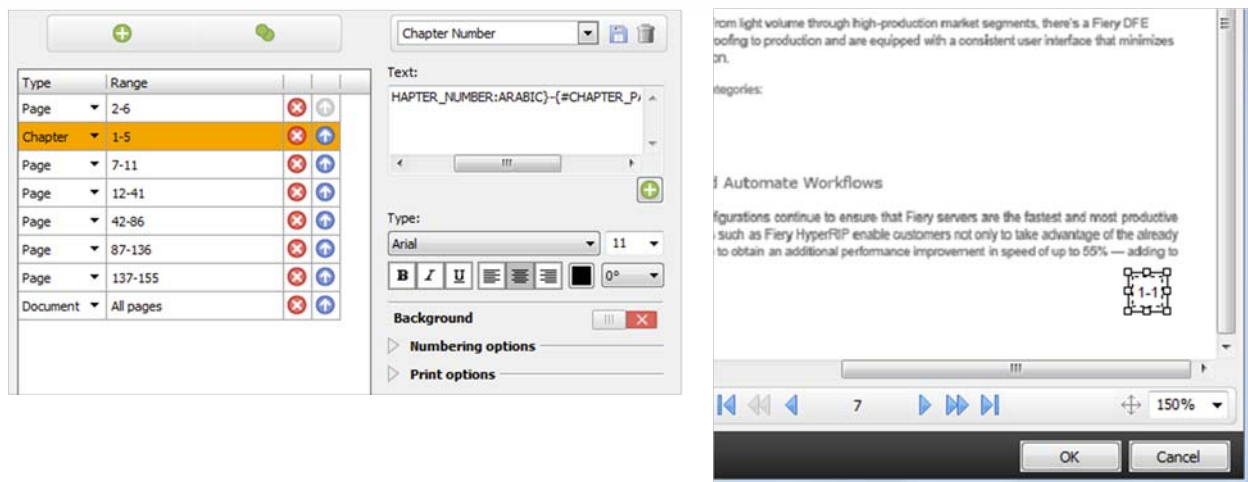 Chapter Number
Text:
HAPTER_NUMBER:ARABIC}-{#CHAPTER_P
Type Range
Page 2-6
Chapter 1-5
Page 7-11
Page 12-41
Page 42-86
Page 87-136
Page 137-155
Document All pages
Type:
Arial 11
B I U 0°
Background
Numbering options
Print options
from light volume through high-production market segments, there's a Fiery DFE
oofing to production and are equipped with a consistent user interface that minimizes
on.
ategories:
d Automate Workflows
figurations continue to ensure that Fiery servers are the fastest and most productive
such as Fiery HyperRIP enable customers not only to take advantage of the already
to obtain an additional performance improvement in speed of up to 55% — adding to
1-1
7 150%
OK Cancel